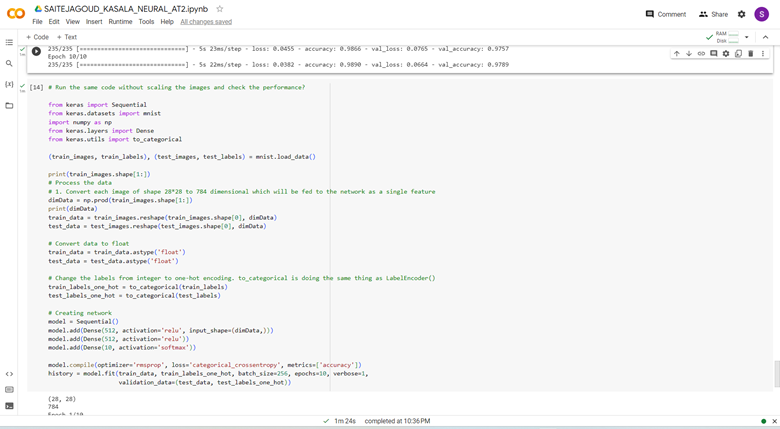 SAITEJAGOUD_KASALA_NEURAL_AT2.ipynb
File Edit View Insert Runtime Tools Help All changes saved
Comment Share S
+ Code + Text
RAM
Disk
235/235 [==============================] - 5s 23ms/step - loss: 0.0455 - accuracy: 0.9866 - val_loss: 0.0765 - val_accuracy: 0.9757
Epoch 10/10
235/235 [==============================] - 5s 22ms/step - loss: 0.0382 - accuracy: 0.9890 - val_loss: 0.0664 - val_accuracy: 0.9789
[14] # Run the same code without scaling the images and check the performance?
from keras import Sequential
from keras.datasets import mnist
import numpy as np
from keras.layers import Dense
from keras.utils import to_categorical
(train_images, train_labels), (test_images, test_labels) = mnist.load_data()
print(train_images.shape[1:])
# Process the data
# 1. Convert each image of shape 28*28 to 784 dimensional which will be fed to the network as a single feature
dimData = np.prod(train_images.shape[1:])
print(dimData)
train_data = train_images.reshape(train_images.shape[0], dimData)
test_data = test_images.reshape(test_images.shape[0], dimData)
# Convert data to float
train_data = train_data.astype('float')
test_data = test_data.astype('float')
# Change the labels from integer to one-hot encoding. to_categorical is doing the same thing as LabelEncoder()
train_labels_one_hot = to_categorical(train_labels)
test_labels_one_hot = to_categorical(test_labels)
# Creating network
model = Sequential()
model.add(Dense(512, activation='relu', input_shape=(dimData,)))
model.add(Dense(512, activation='relu'))
model.add(Dense(10, activation='softmax'))
model.compile(optimizer='rmsprop', loss='categorical_crossentropy', metrics=['accuracy'])
history = model.fit(train_data, train_labels_one_hot, batch_size=256, epochs=10, verbose=1,
validation_data=(test_data, test_labels_one_hot))
(28, 28)
784
Epoch 1/10
1m 24s completed at 10:36 PM